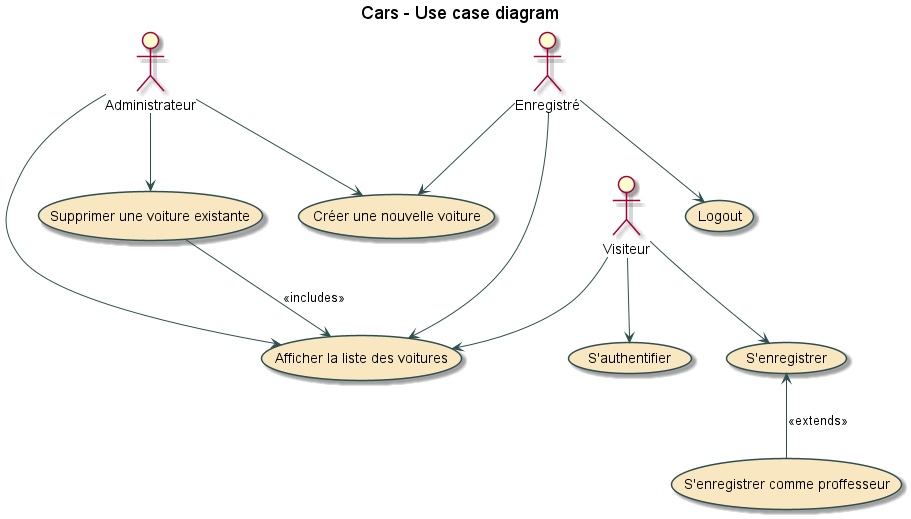 Cars - Use case diagram
Administrateur
Enregistré
Supprimer une voiture existante
Créer une nouvelle voiture
Logout
Visiteur
«includes»
Afficher la liste des voitures
S'authentifier
S'enregistrer
«extends»
S'enregistrer comme proffesseur